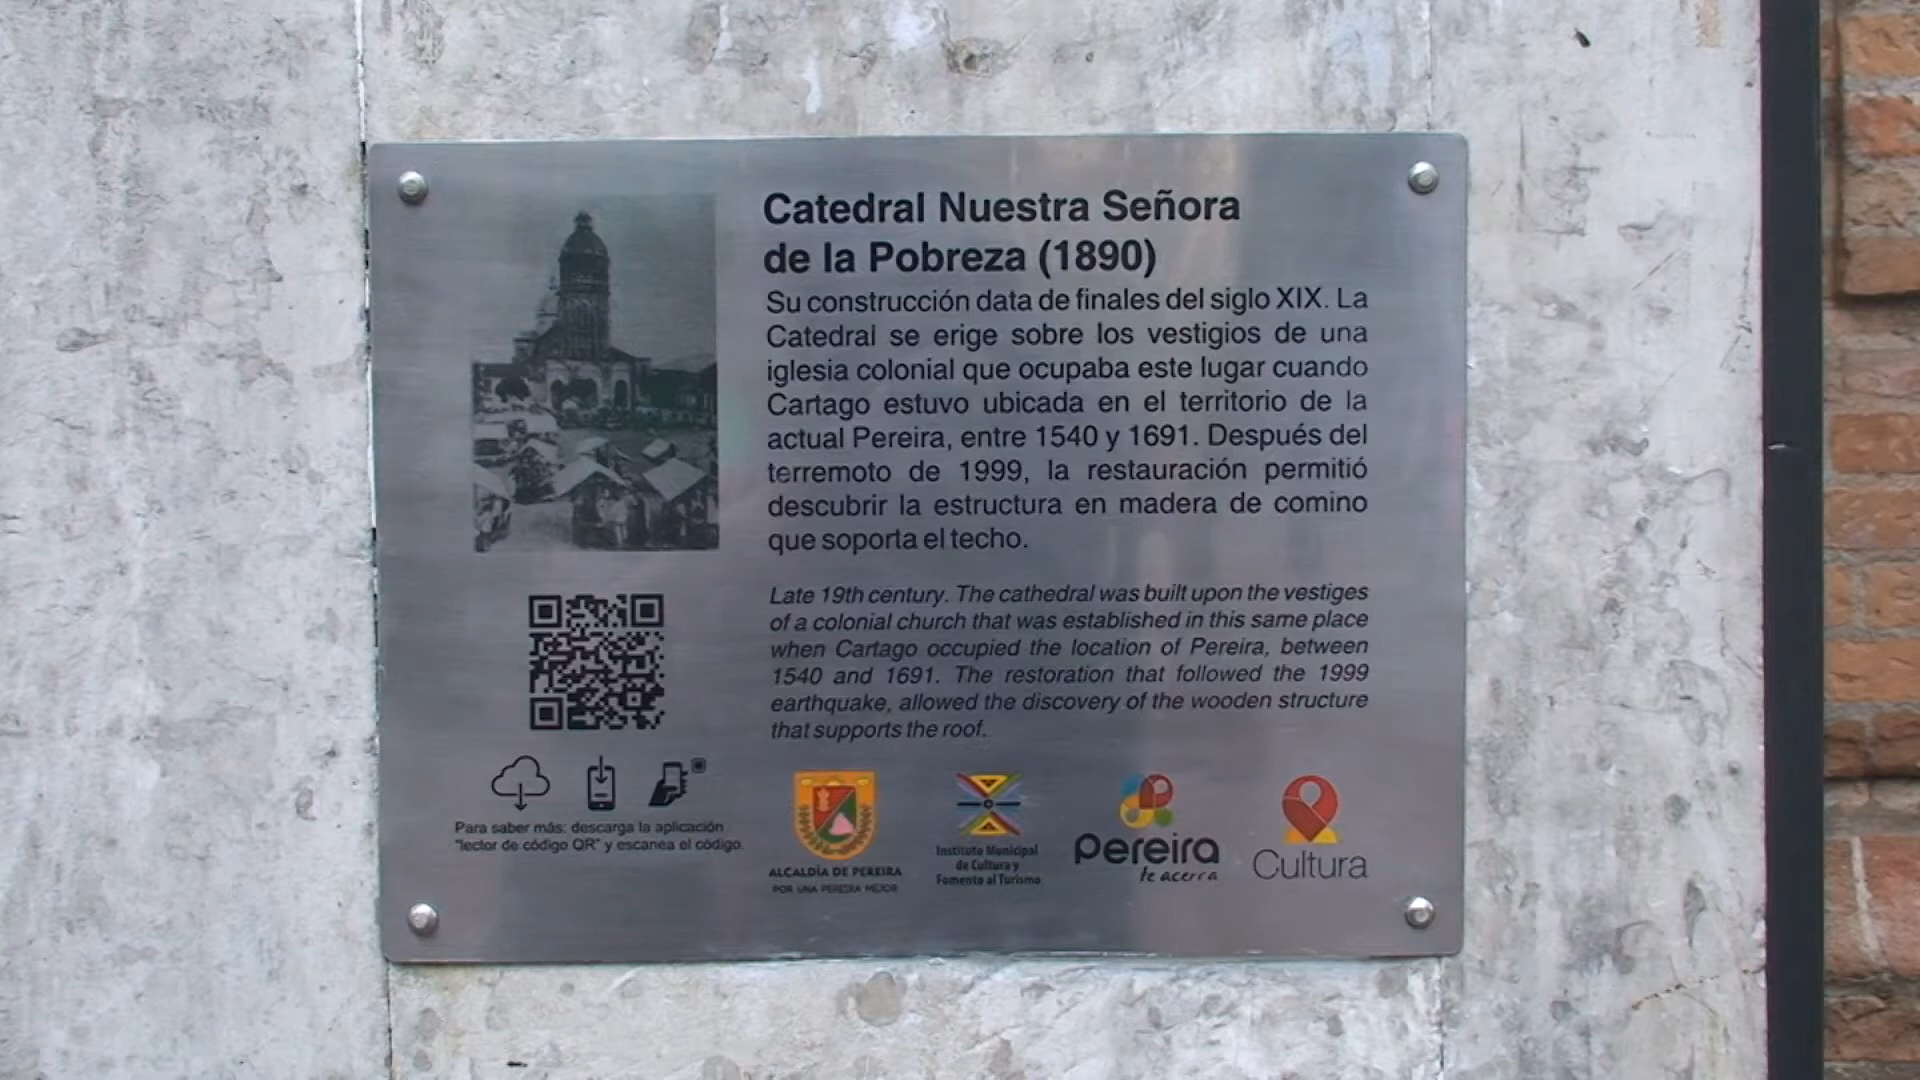 Catedral Nuestra Señora
de la Pobreza (1890)
Su construcción data de finales del siglo XIX. La
Catedral se erige sobre los vestigios de una
iglesia colonial que ocupaba este lugar cuando
Cartago estuvo ubicada en el territorio de la
actual Pereira, entre 1540 y 1691. Después del
terremoto de 1999, la restauración permitió
descubrir la estructura en madera de comino
que soporta el techo.
Late 19th century. The cathedral was built upon the vestiges
of a colonial church that was established in this same place
when Cartago occupied the location of Pereira, between
1540 and 1691. The restoration that followed the 1999
earthquake, allowed the discovery of the wooden structure
that supports the roof.
Para saber más: descarga la aplicación
"lector de código QR" y escanea el código.
ALCALDÍA DE PEREIRA
POR UNA PEREIRA MEJOR
Instituto Municipal
de Cultura y
Fomento al Turismo
Pereira
te acerca
Cultura